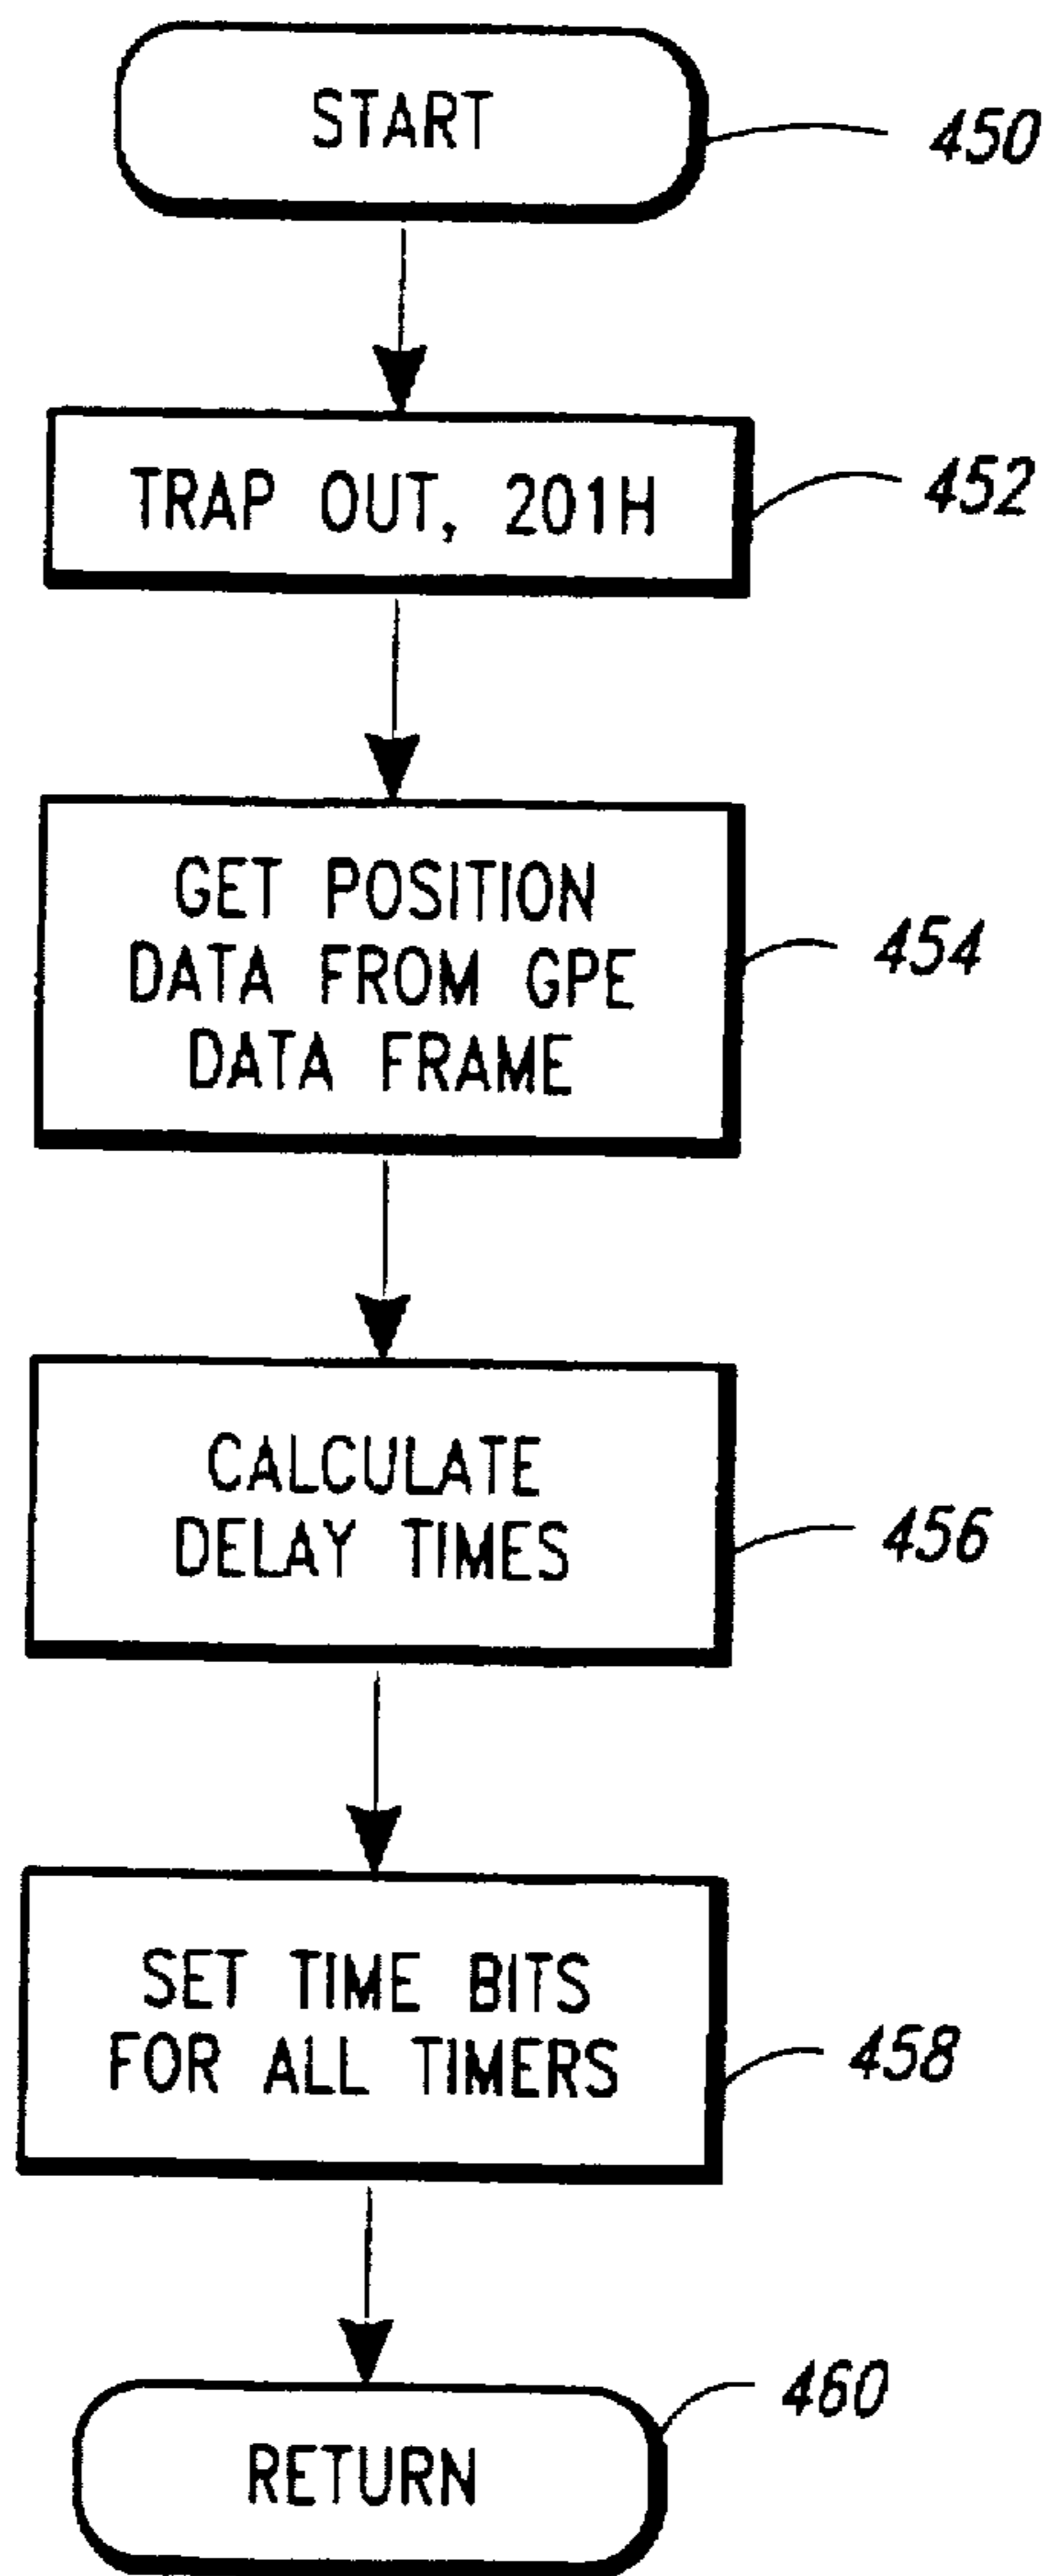 START
450
TRAP OUT, 201H
452
GET POSITION
DATA FROM GPE
DATA FRAME
454
CALCULATE
DELAY TIMES
456
SET TIME BITS
FOR ALL TIMERS
458
RETURN
460